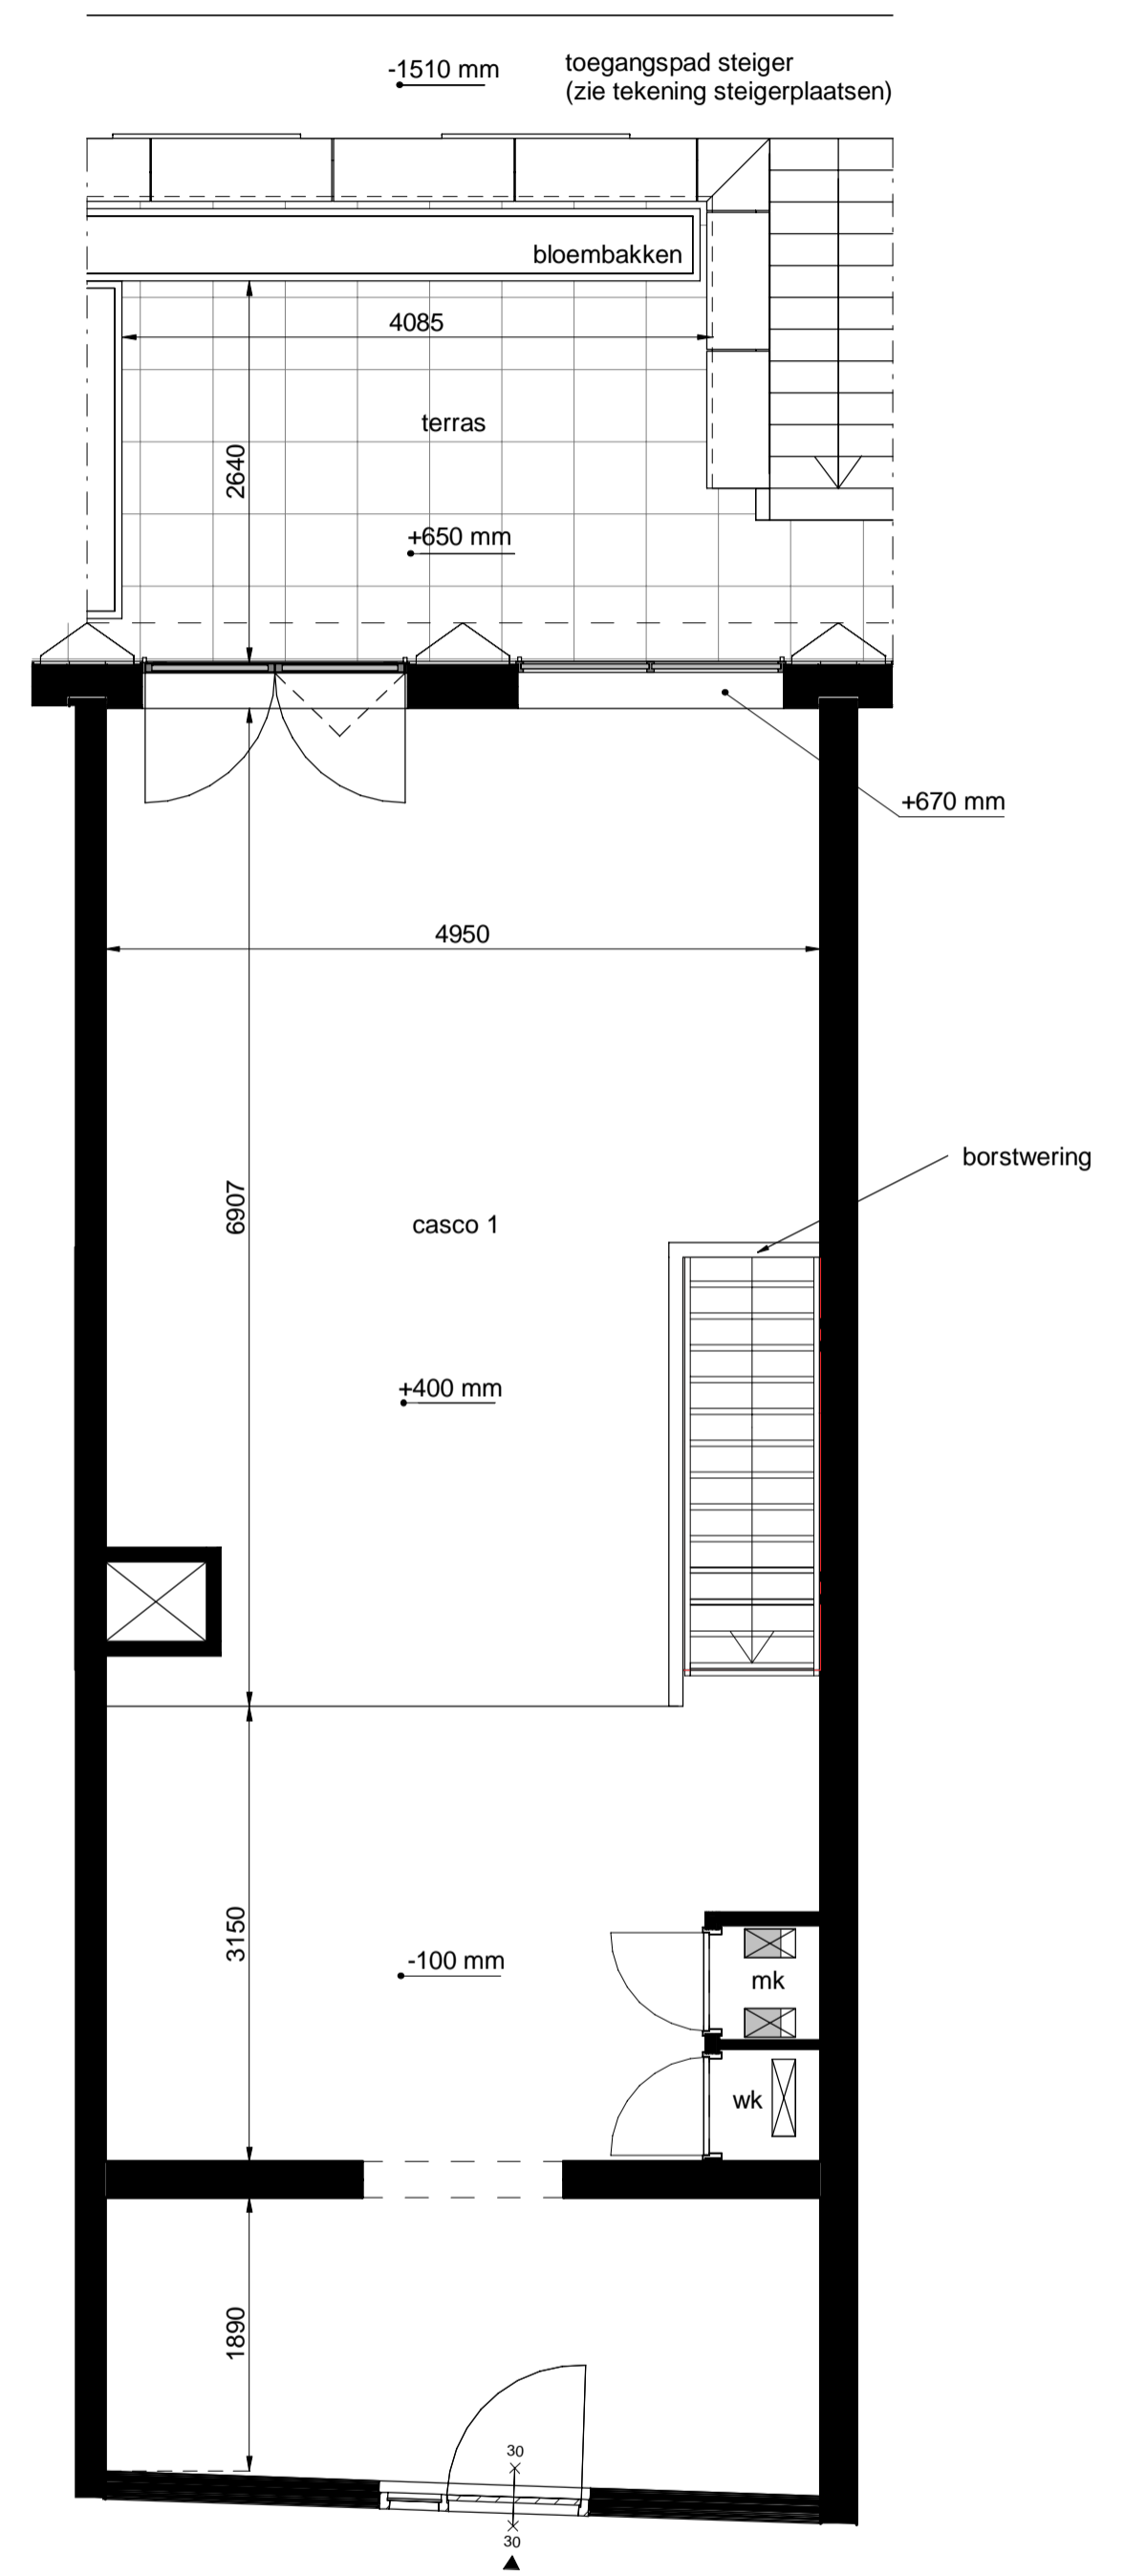 -1510 mm
toegangspad steiger
(zie tekening steigerplaatsen)
bloembakken
4085
terras
2640
+650 mm
+670 mm
4950
borstwering
6907
casco 1
+400 mm
3150
-100 mm
mk
wk
1890
30
30